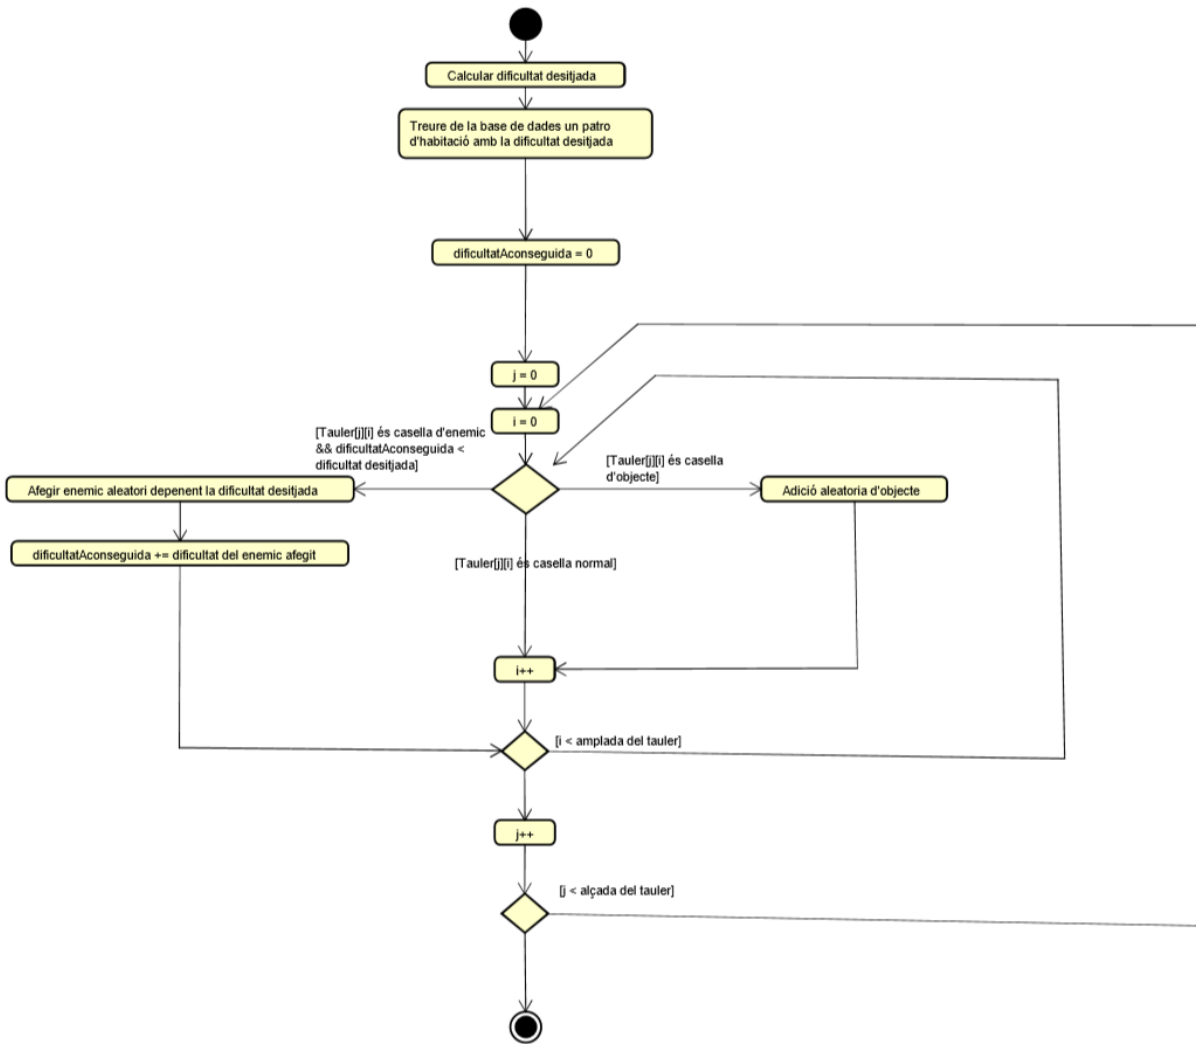 Calcular dificultat desitjada
Treure de la base de dades un patro
d'habitació amb la dificultat desitjada
dificultatAconseguida = 0
j = 0
i = 0
[Tauler[j][i] és casella d'enemic
&& dificultatAconseguida <
dificultat desitjada]
[Tauler[j][i] és casella
d'objecte]
Afegir enemic aleatori depenent la dificultat desitjada
Adició aleatoria d'objecte
dificultatAconseguida += dificultat del enemic afegit
[Tauler[j][i] és casella normal]
i++
[i < amplada del tauler]
j++
[j < alçada del tauler]